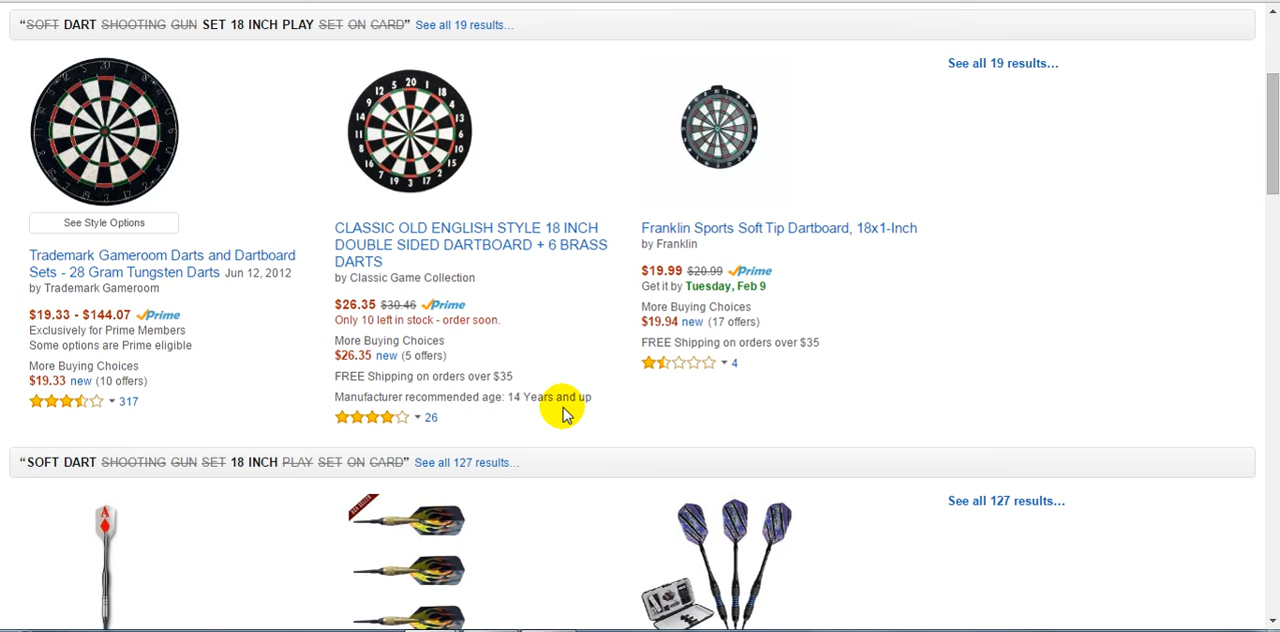 “SOFT DART SHOOTING GUN SET 18 INCH PLAY SET ON CARD” See all 19 results...
See all 19 results...
See Style Options
Trademark Gameroom Darts and Dartboard
Sets - 28 Gram Tungsten Darts Jun 12, 2012
by Trademark Gameroom
$19.33 - $144.07 Prime
Exclusively for Prime Members
Some options are Prime eligible
More Buying Choices
$19.33 new (10 offers)
317
CLASSIC OLD ENGLISH STYLE 18 INCH
DOUBLE SIDED DARTBOARD + 6 BRASS
DARTS
by Classic Game Collection
$26.35 $30.46 Prime
Only 10 left in stock - order soon.
More Buying Choices
$26.35 new (5 offers)
FREE Shipping on orders over $35
Manufacturer recommended age: 14 Years and up
26
Franklin Sports Soft Tip Dartboard, 18x1-Inch
by Franklin
$19.99 $20.99 Prime
Get it by Tuesday, Feb 9
More Buying Choices
$19.94 new (17 offers)
FREE Shipping on orders over $35
4
“SOFT DART SHOOTING GUN SET 18 INCH PLAY SET ON CARD” See all 127 results...
See all 127 results...